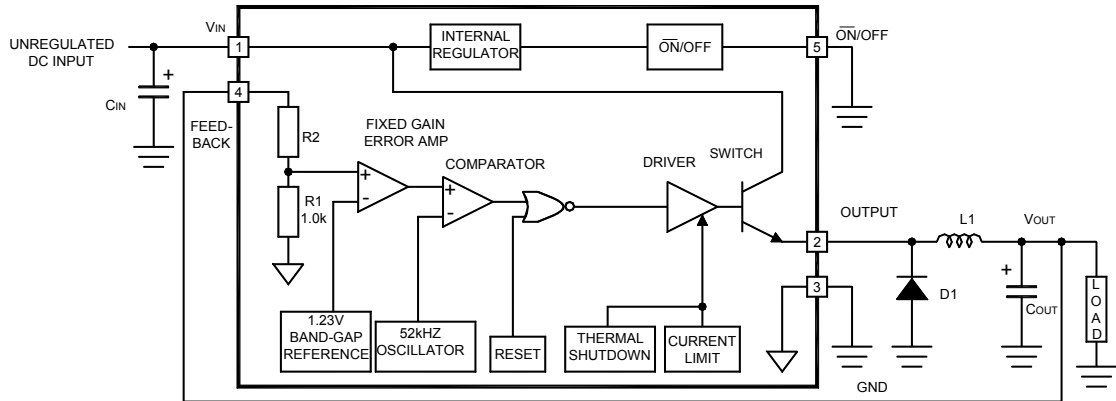 UNREGULATED
DC INPUT
VIN
1
INTERNAL
REGULATOR
ON/OFF
5
ON/OFF
+
CIN
4
FEED-
BACK
R2
R1
1.0k
FIXED GAIN
ERROR AMP
+
-
COMPARATOR
+
-
DRIVER
SWITCH
OUTPUT
2
3
L1
VOUT
D1
+
COUT
LOAD
1.23V
BAND-GAP
REFERENCE
52kHZ
OSCILLATOR
RESET
THERMAL
SHUTDOWN
CURRENT
LIMIT
GND